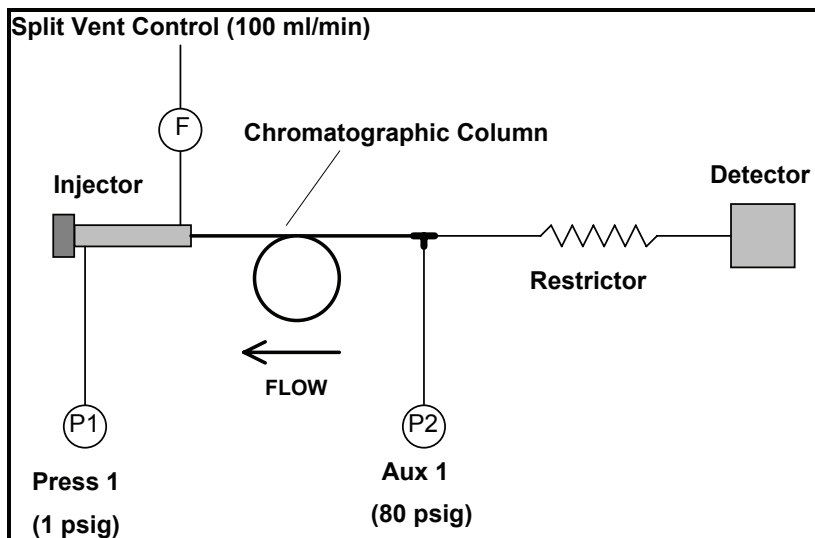 Split Vent Control (100 ml/min)
F
Chromatographic Column
Injector
Detector
Restrictor
FLOW
P1
P2
Press 1
(1 psig)
Aux 1
(80 psig)